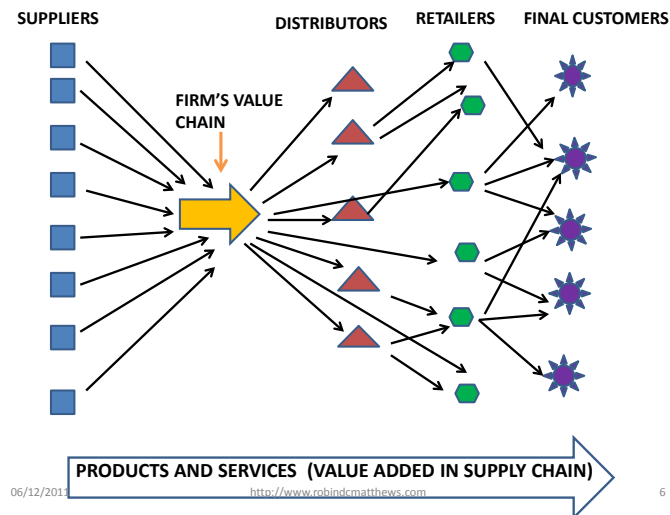 SUPPLIERS
DISTRIBUTORS
RETAILERS
FINAL CUSTOMERS
FIRM'S VALUE
CHAIN
PRODUCTS AND SERVICES (VALUE ADDED IN SUPPLY CHAIN)
06/12/2011
http://www.robindcmatthews.com
6